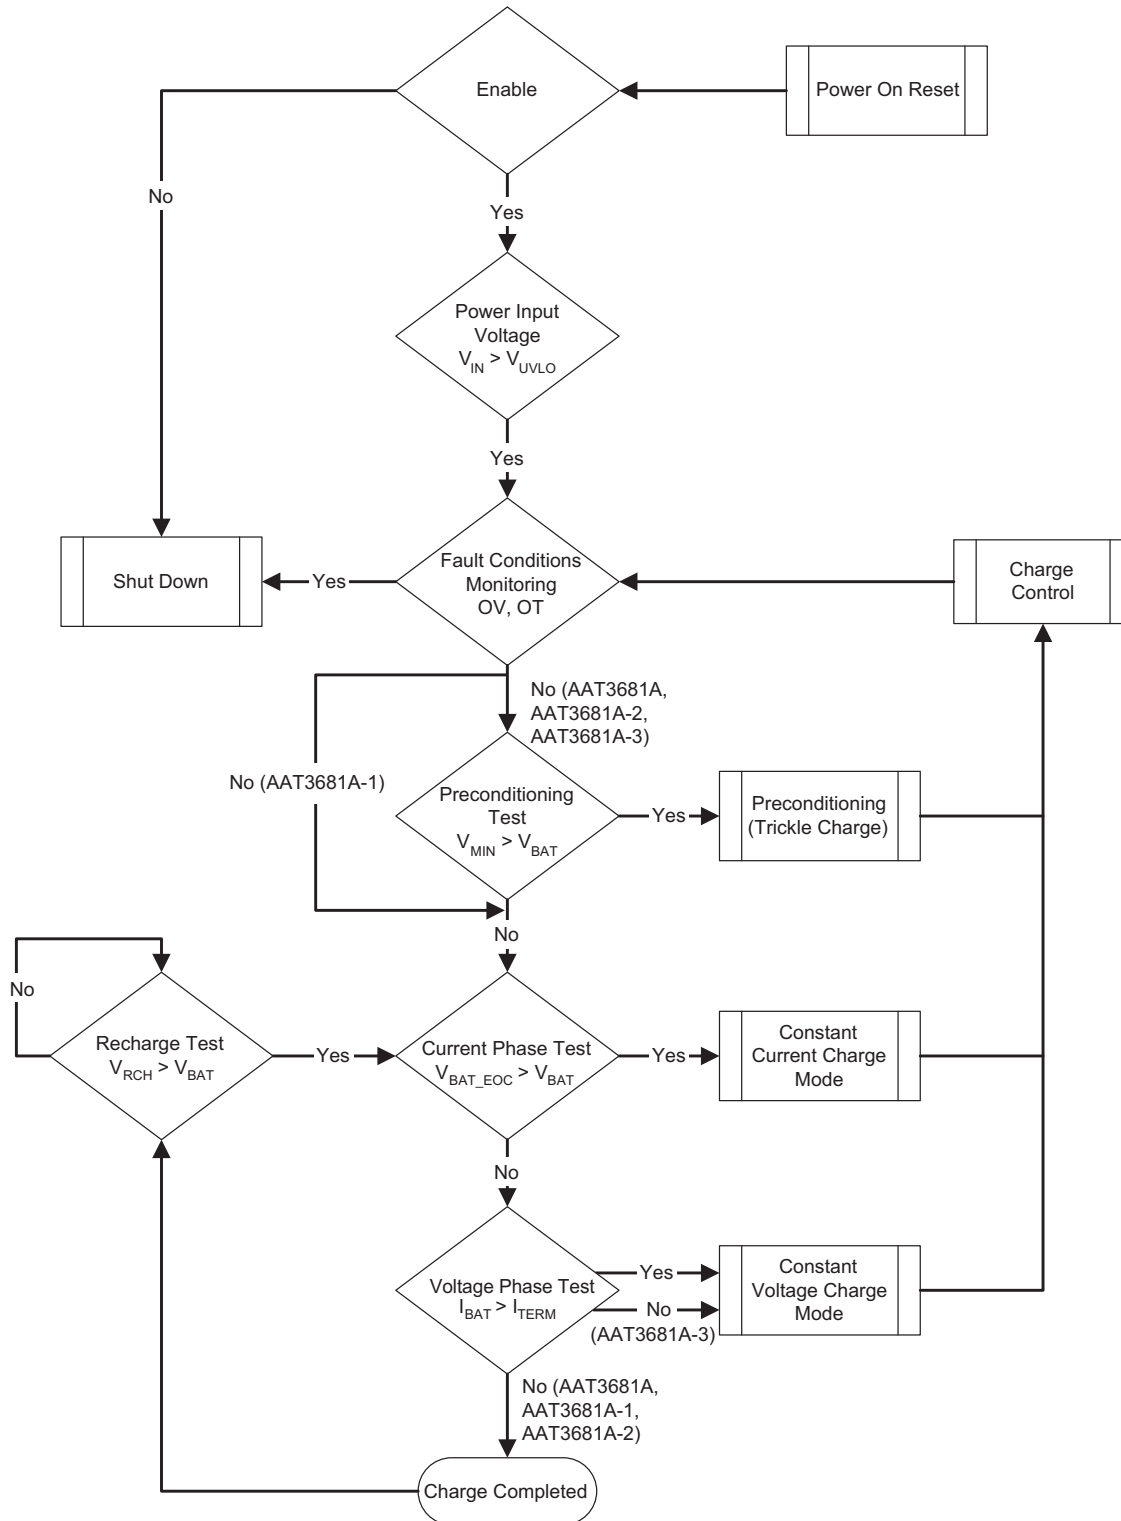 Enable
Power On Reset
No
Yes
Power Input
Voltage
V_IN > V_UVLO
Yes
Shut Down
Yes
Fault Conditions
Monitoring
OV, OT
Charge
Control
No (AAT3681A,
AAT3681A-2,
AAT3681A-3)
No (AAT3681A-1)
Preconditioning
Test
V_MIN > V_BAT
Yes
Preconditioning
(Trickle Charge)
No
No
Recharge Test
V_RCH > V_BAT
Yes
Current Phase Test
V_BAT_EOC > V_BAT
Yes
Constant
Current Charge
Mode
No
Voltage Phase Test
I_BAT > I_TERM
Yes
No
(AAT3681A-3)
Constant
Voltage Charge
Mode
No (AAT3681A,
AAT3681A-1,
AAT3681A-2)
Charge Completed